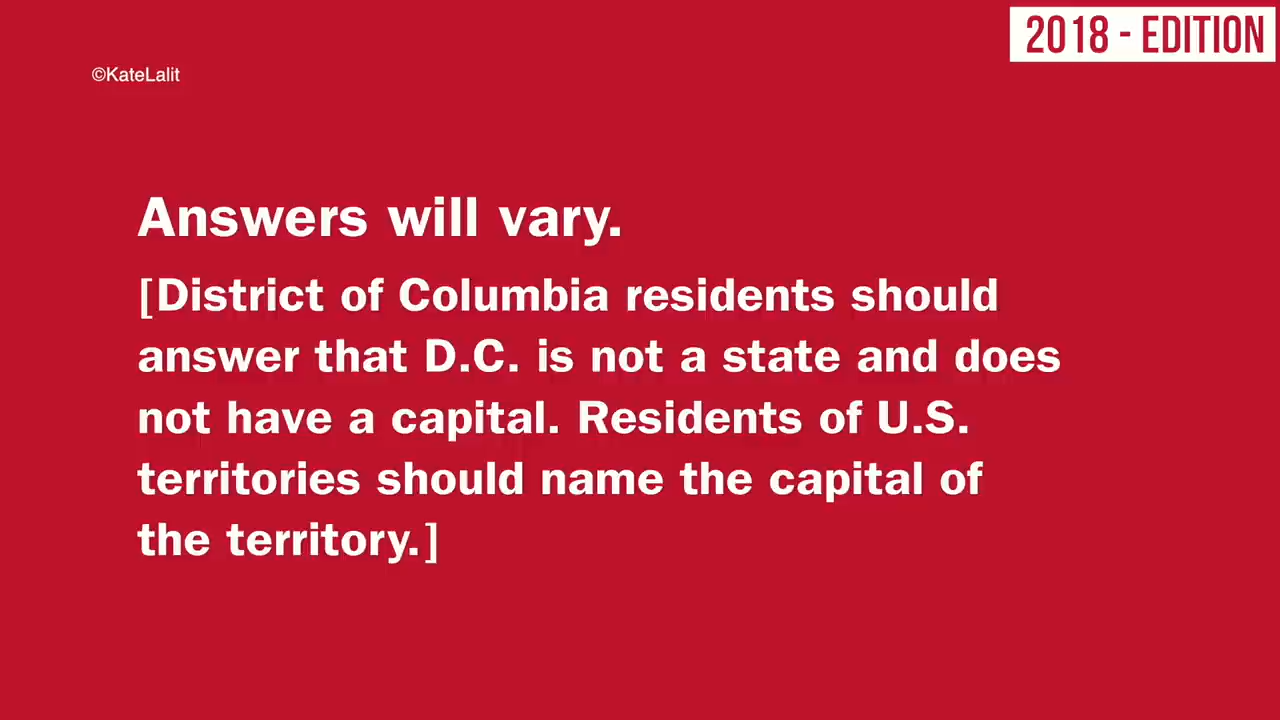 2018 - EDITION
©KateLalit
Answers will vary.
[District of Columbia residents should
answer that D.C. is not a state and does
not have a capital. Residents of U.S.
territories should name the capital of
the territory.]